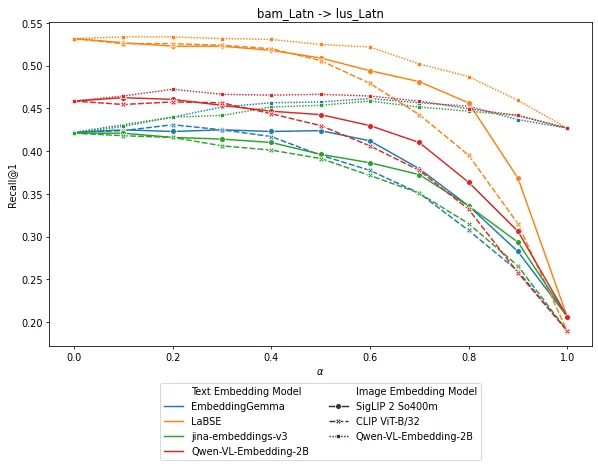 bam_Latn -> lus_Latn
0.55
0.50
0.45
0.40
0.35
0.30
0.25
0.20
Recall@1
0.0 0.2 0.4 0.6 0.8 1.0
α
Text Embedding Model Image Embedding Model
EmbeddingGemma SigLIP 2 So400m
LaBSE CLIP ViT-B/32
jina-embeddings-v3 Qwen-VL-Embedding-2B
Qwen-VL-Embedding-2B